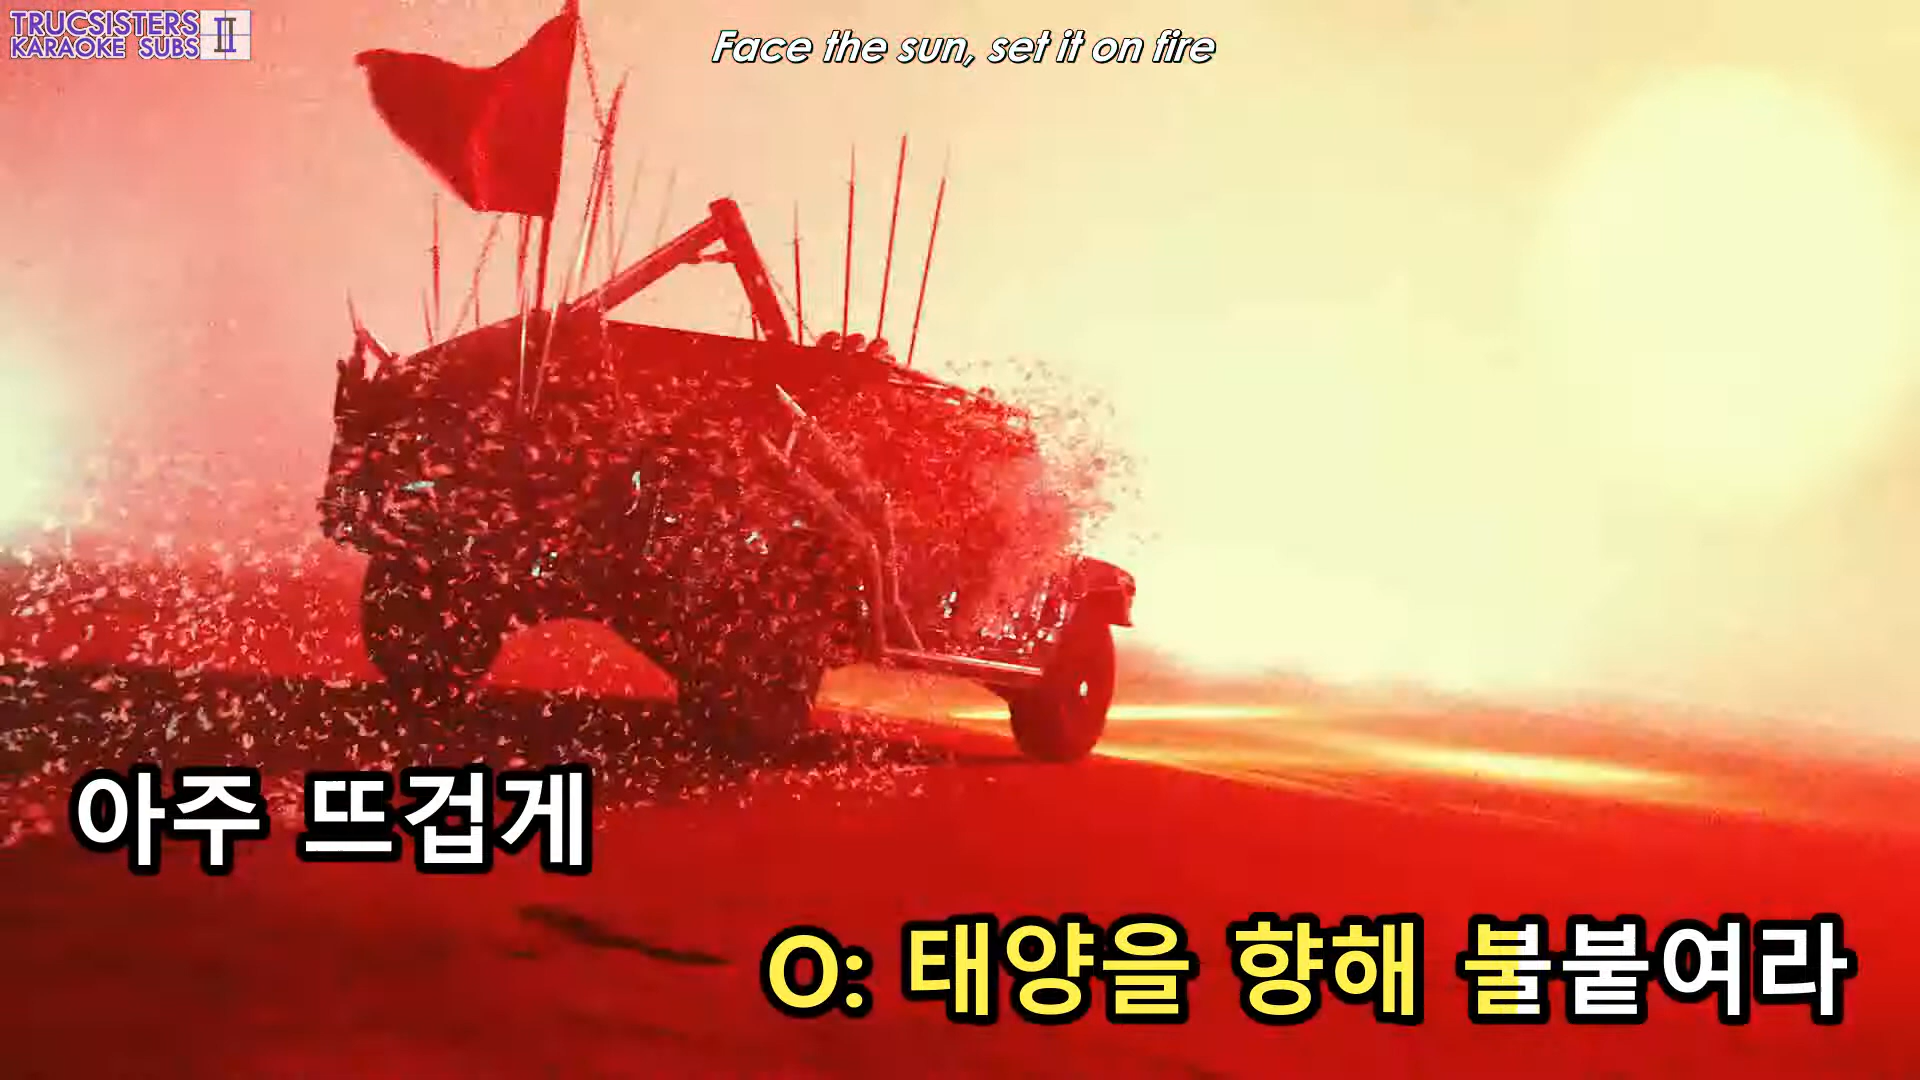 TRUCSISTERS
KARAOKE SUBS II
Face the sun, set it on fire
아주 뜨겁게
O: 태양을 향해 불붙여라